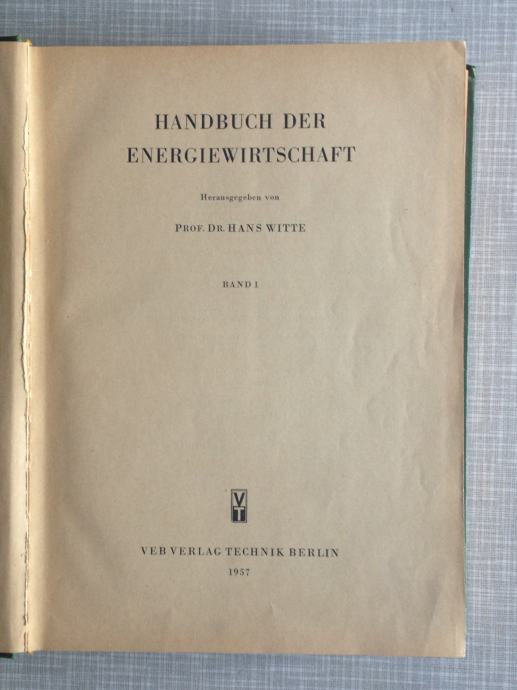 HANDBUCH DER
ENERGIEWIRTSCHAFT
Herausgegeben von
PROF. DR. HANS WITTE
BAND I
VT
VEB VERLAG TECHNIK BERLIN
1957